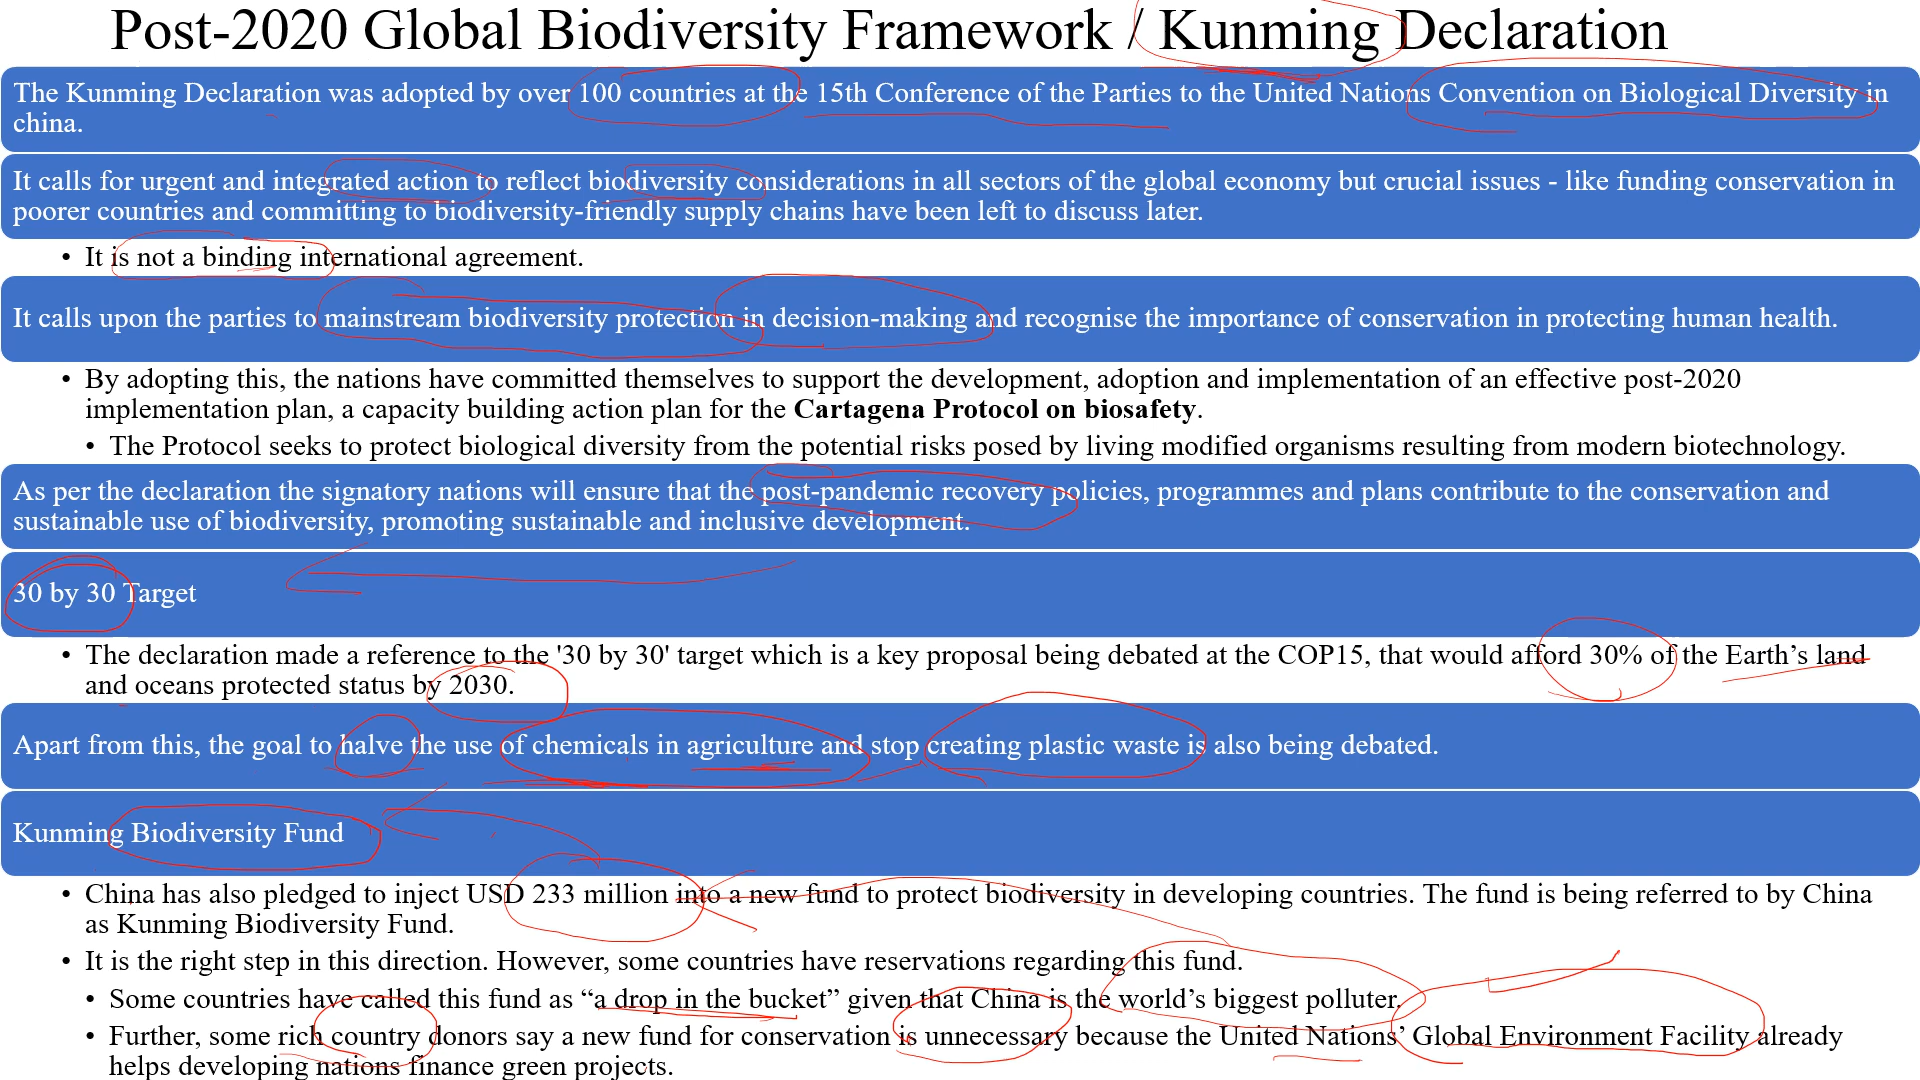 Post-2020 Global Biodiversity Framework / Kunming Declaration
The Kunming Declaration was adopted by over 100 countries at the 15th Conference of the Parties to the United Nations Convention on Biological Diversity in
china.
It calls for urgent and integrated action to reflect biodiversity considerations in all sectors of the global economy but crucial issues - like funding conservation in
poorer countries and committing to biodiversity-friendly supply chains have been left to discuss later.
• It is not a binding international agreement.
It calls upon the parties to mainstream biodiversity protection in decision-making and recognise the importance of conservation in protecting human health.
• By adopting this, the nations have committed themselves to support the development, adoption and implementation of an effective post-2020
implementation plan, a capacity building action plan for the Cartagena Protocol on biosafety.
• The Protocol seeks to protect biological diversity from the potential risks posed by living modified organisms resulting from modern biotechnology.
As per the declaration the signatory nations will ensure that the post-pandemic recovery policies, programmes and plans contribute to the conservation and
sustainable use of biodiversity, promoting sustainable and inclusive development.
30 by 30 Target
• The declaration made a reference to the '30 by 30' target which is a key proposal being debated at the COP15, that would afford 30% of the Earth’s land
and oceans protected status by 2030.
Apart from this, the goal to halve the use of chemicals in agriculture and stop creating plastic waste is also being debated.
Kunming Biodiversity Fund
• China has also pledged to inject USD 233 million into a new fund to protect biodiversity in developing countries. The fund is being referred to by China
as Kunming Biodiversity Fund.
• It is the right step in this direction. However, some countries have reservations regarding this fund.
• Some countries have called this fund as “a drop in the bucket” given that China is the world’s biggest polluter.
• Further, some rich country donors say a new fund for conservation is unnecessary because the United Nations’ Global Environment Facility already
helps developing nations finance green projects.